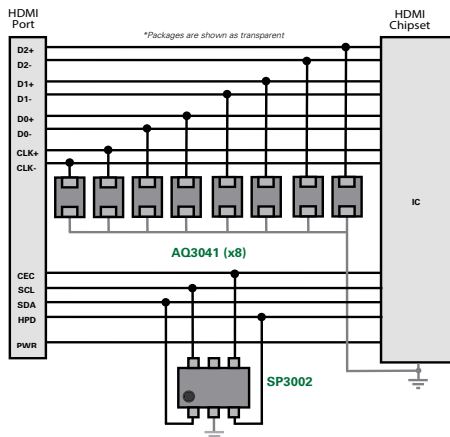 HDMI
Port
HDMI
Chipset
*Packages are shown as transparent
D2+
D2-
D1+
D1-
D0+
D0-
CLK+
CLK-
IC
AQ3041 (x8)
CEC
SCL
SDA
HPD
PWR
SP3002